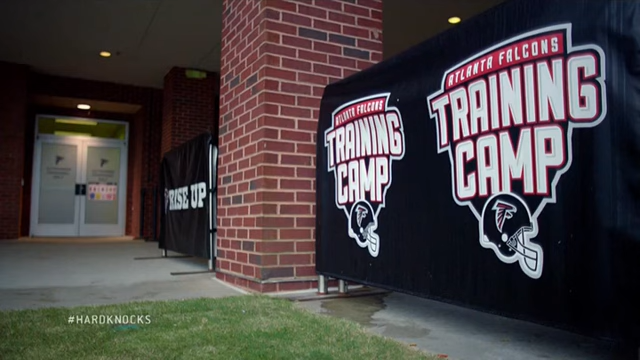 ATLANTA FALCONS
TRAINING
CAMP
ATLANTA FALCONS
TRAINING
CAMP
RISE UP
#HARDKNOCKS